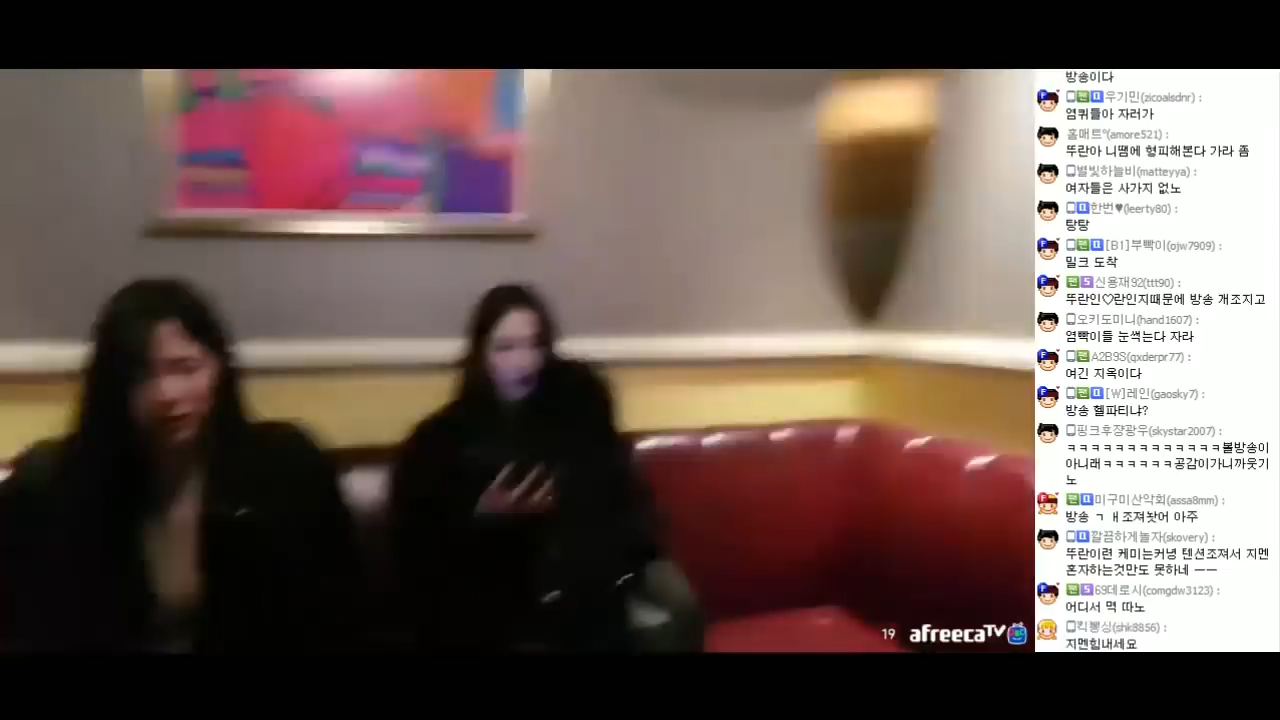 방송이다
우기민(zicoalsdnr) :
염퀴들아 자러가
홈매트°(amore521) :
뚜란아 니땜에 형피해본다 가라 좀
별빛하늘비(matteyya) :
여자들은 사가지 없노
한번♥(leerty80) :
탕탕
[B1]부빡이(ojw7909) :
밀크 도착
신용재92(ttt90) :
뚜란인♡란인지때문에 방송 개조지고
오키도미니(hand1607) :
염빡이들 눈썩는다 자라
A2B9S(qxderpr77) :
여긴 지옥이다
[W]레인(gaosky7) :
방송 헬파티냐?
핑크후쟝광우(skystar2007) :
ㅋㅋㅋㅋㅋㅋㅋㅋㅋㅋㅋㅋㅋ볼방송이
아니래ㅋㅋㅋㅋㅋㅋ공감이가니까웃기
노
미구미산악회(assa8mm) :
방송 ㄱ ㅐ조져놧어 아주
깔끔하게놀자(skovery) :
뚜란이련 케미는커녕 텐션조져서 지멘
혼자하는것만도 못하네 ㅡㅡ
69데로시(comgdw3123) :
어디서 먹 따노
킥뽕싱(shk8856) :
지멘힘내세요
19 afreecaTV